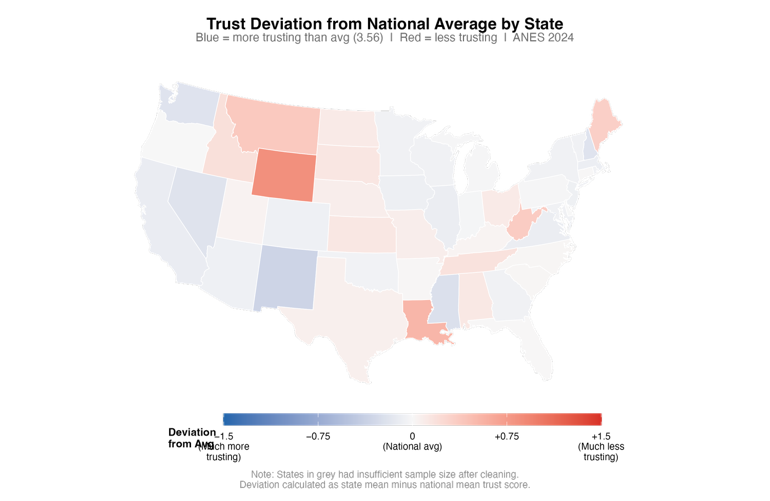 Trust Deviation from National Average by State
Blue = more trusting than avg (3.56) | Red = less trusting | ANES 2024
Deviation
from Avg
−1.5
(Much more
trusting)
−0.75
0
(National avg)
+0.75
+1.5
(Much less
trusting)
Note: States in grey had insufficient sample size after cleaning.
Deviation calculated as state mean minus national mean trust score.